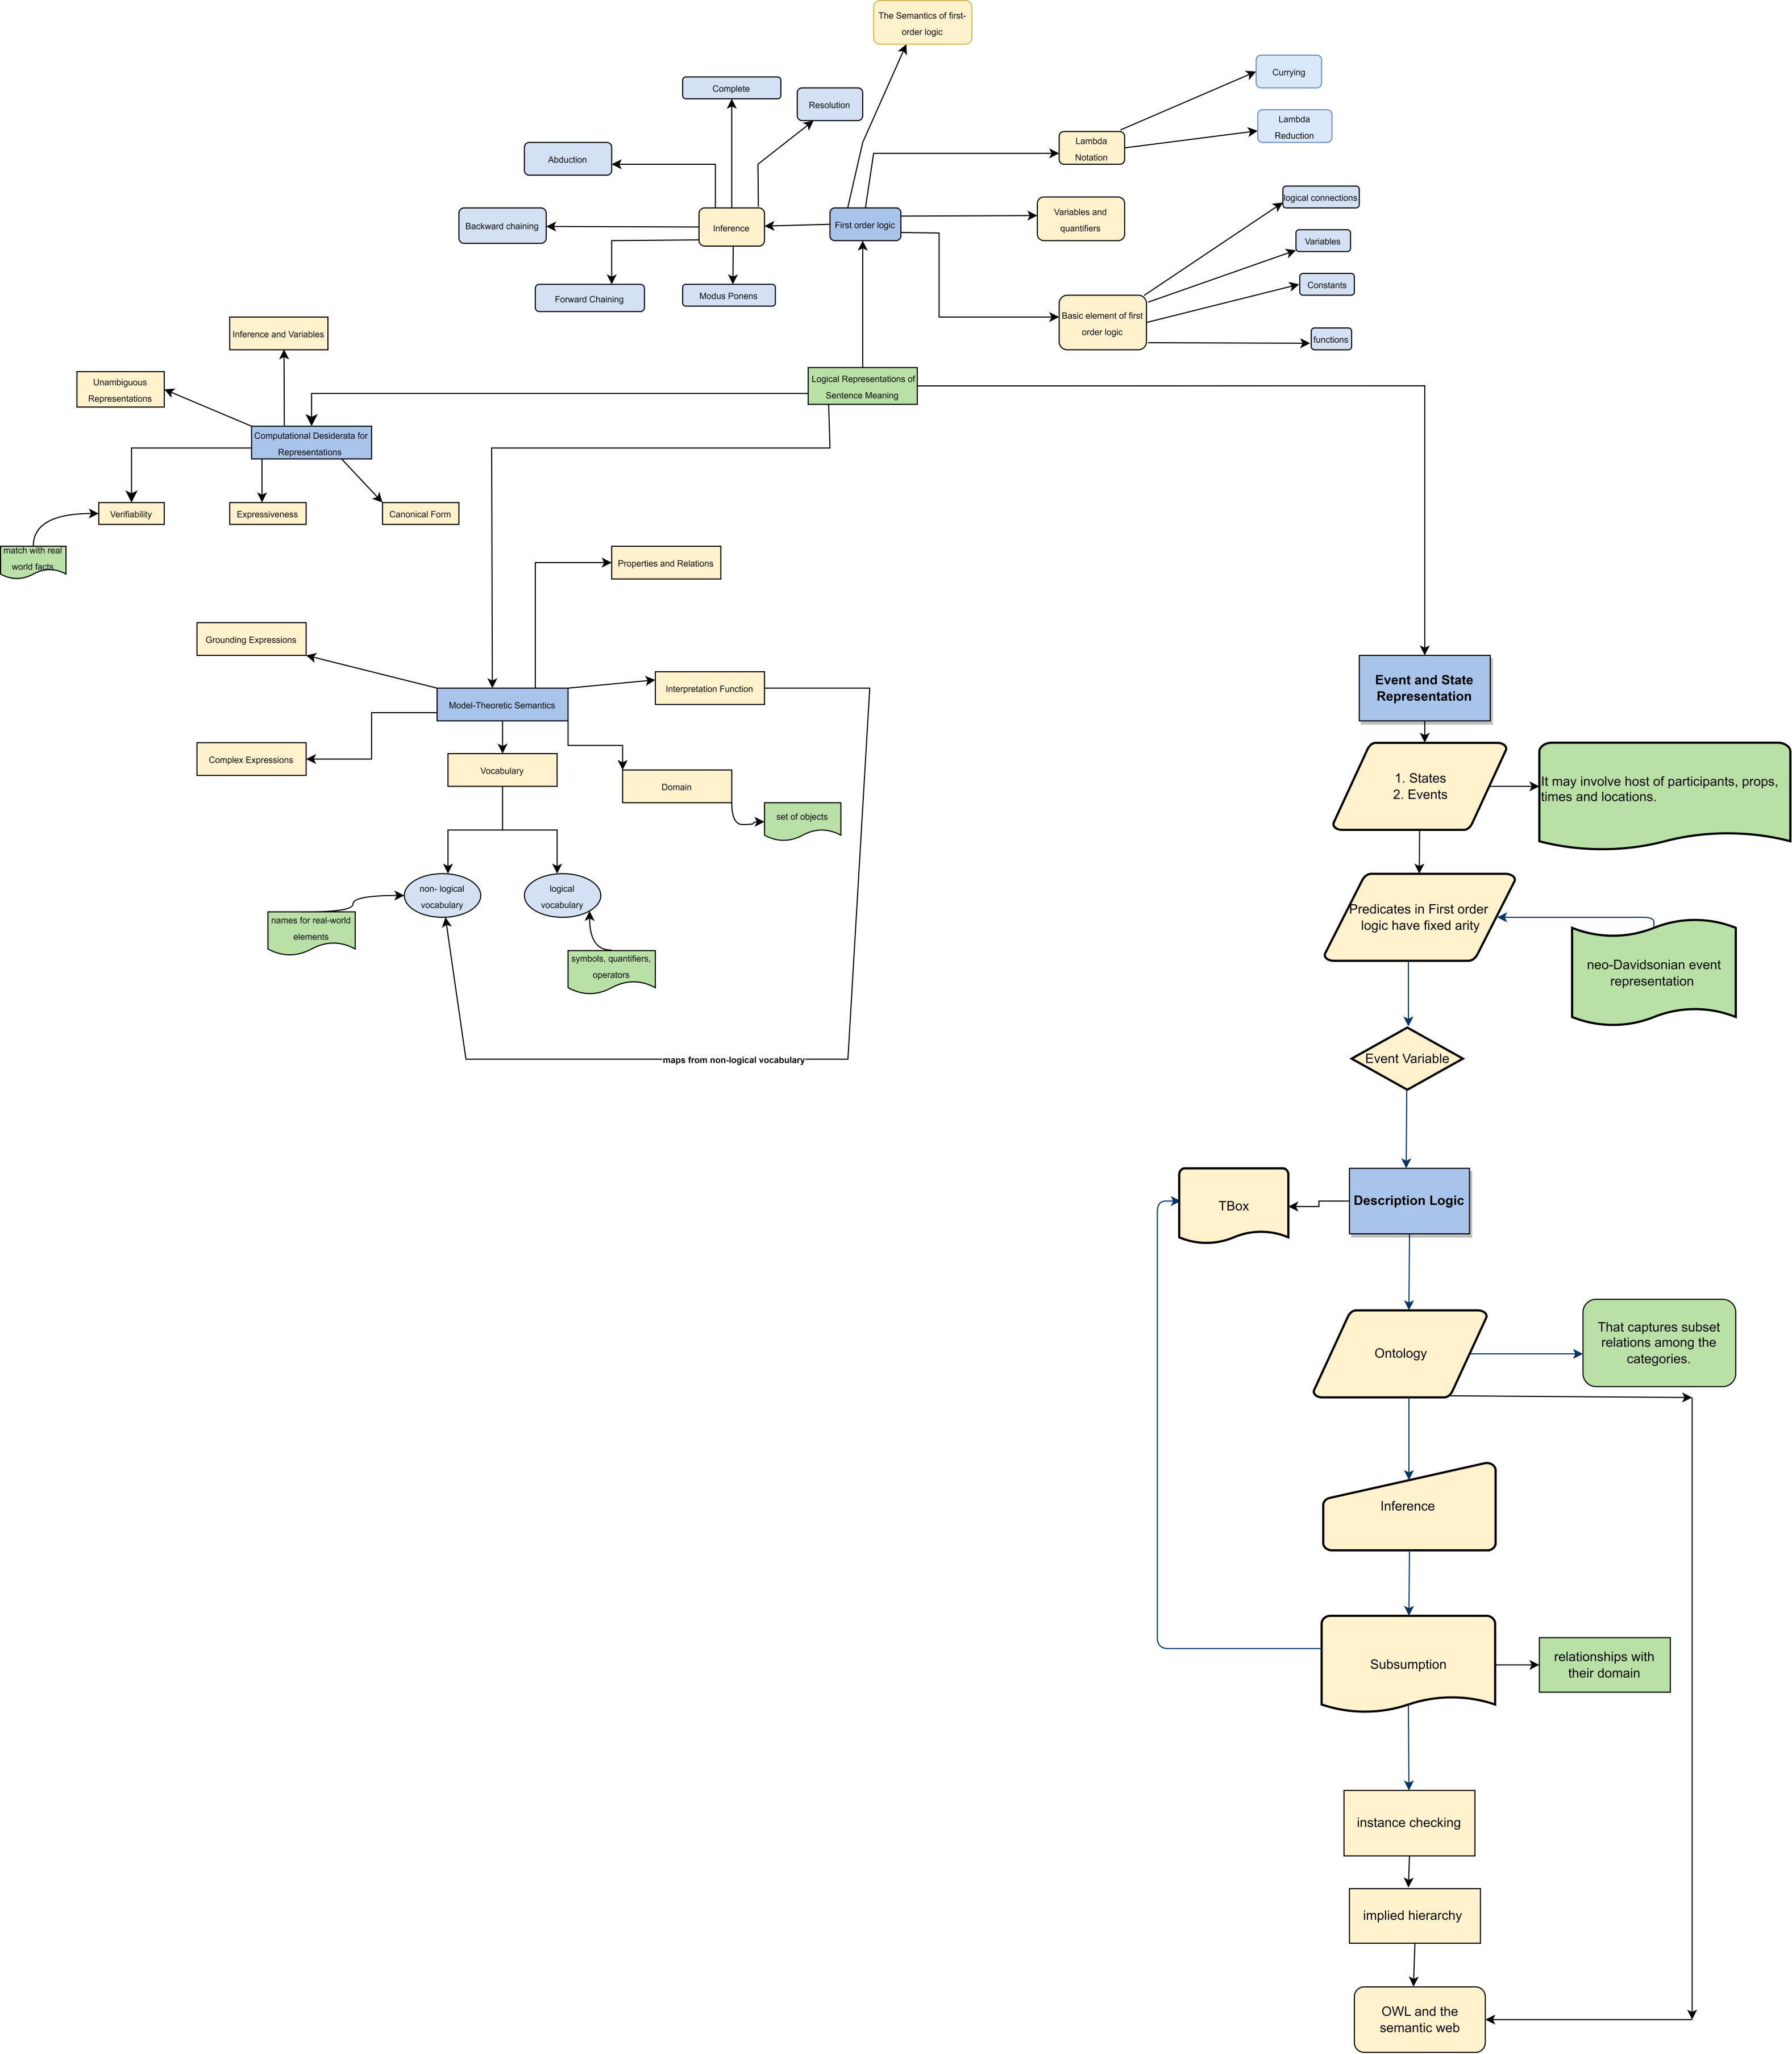 The Semantics of first-
order logic
Complete
Resolution
Currying
Lambda
Reduction
Abduction
Lambda
Notation
Backward chaining
Inference
First order logic
Variables and
quantifiers
logical connections
Variables
Constants
functions
Forward Chaining
Modus Ponens
Basic element of first
order logic
Inference and Variables
Unambiguous
Representations
Logical Representations of
Sentence Meaning
Computational Desiderata for
Representations
Verifiability
Expressiveness
Canonical Form
match with real
world facts
Properties and Relations
Grounding Expressions
Interpretation Function
Model-Theoretic Semantics
Complex Expressions
Vocabulary
Domain
set of objects
non- logical
vocabulary
logical
vocabulary
names for real-world
elements
symbols, quantifiers,
operators
maps from non-logical vocabulary
Event and State
Representation
1. States
2. Events
It may involve host of participants, props,
times and locations.
Predicates in First order
logic have fixed arity
neo-Davidsonian event
representation
Event Variable
TBox
Description Logic
Ontology
That captures subset
relations among the
categories.
Inference
Subsumption
relationships with
their domain
instance checking
implied hierarchy
OWL and the
semantic web